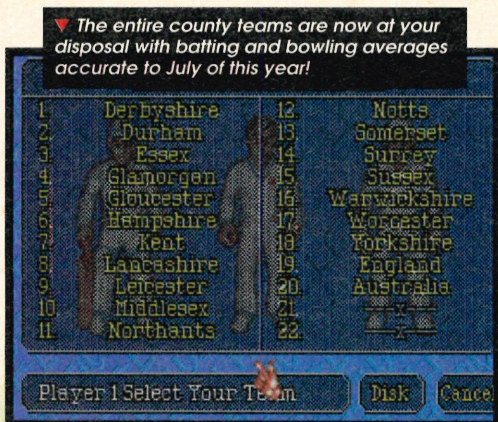 ▼ The entire county teams are now at your
disposal with batting and bowling averages
accurate to July of this year!
1. Derbyshire
2. Durham
3. Essex
4. Glamorgan
5. Gloucester
6. Hampshire
7. Kent
8. Lancashire
9. Leicester
10. Middlesex
11. Northants
12. Notts
13. Somerset
14. Surrey
15. Sussex
16. Warwickshire
17. Worcester
18. Yorkshire
19. England
20. Australia
21. --x--
22. --x--
Player 1 Select Your Team
Disk
Cance